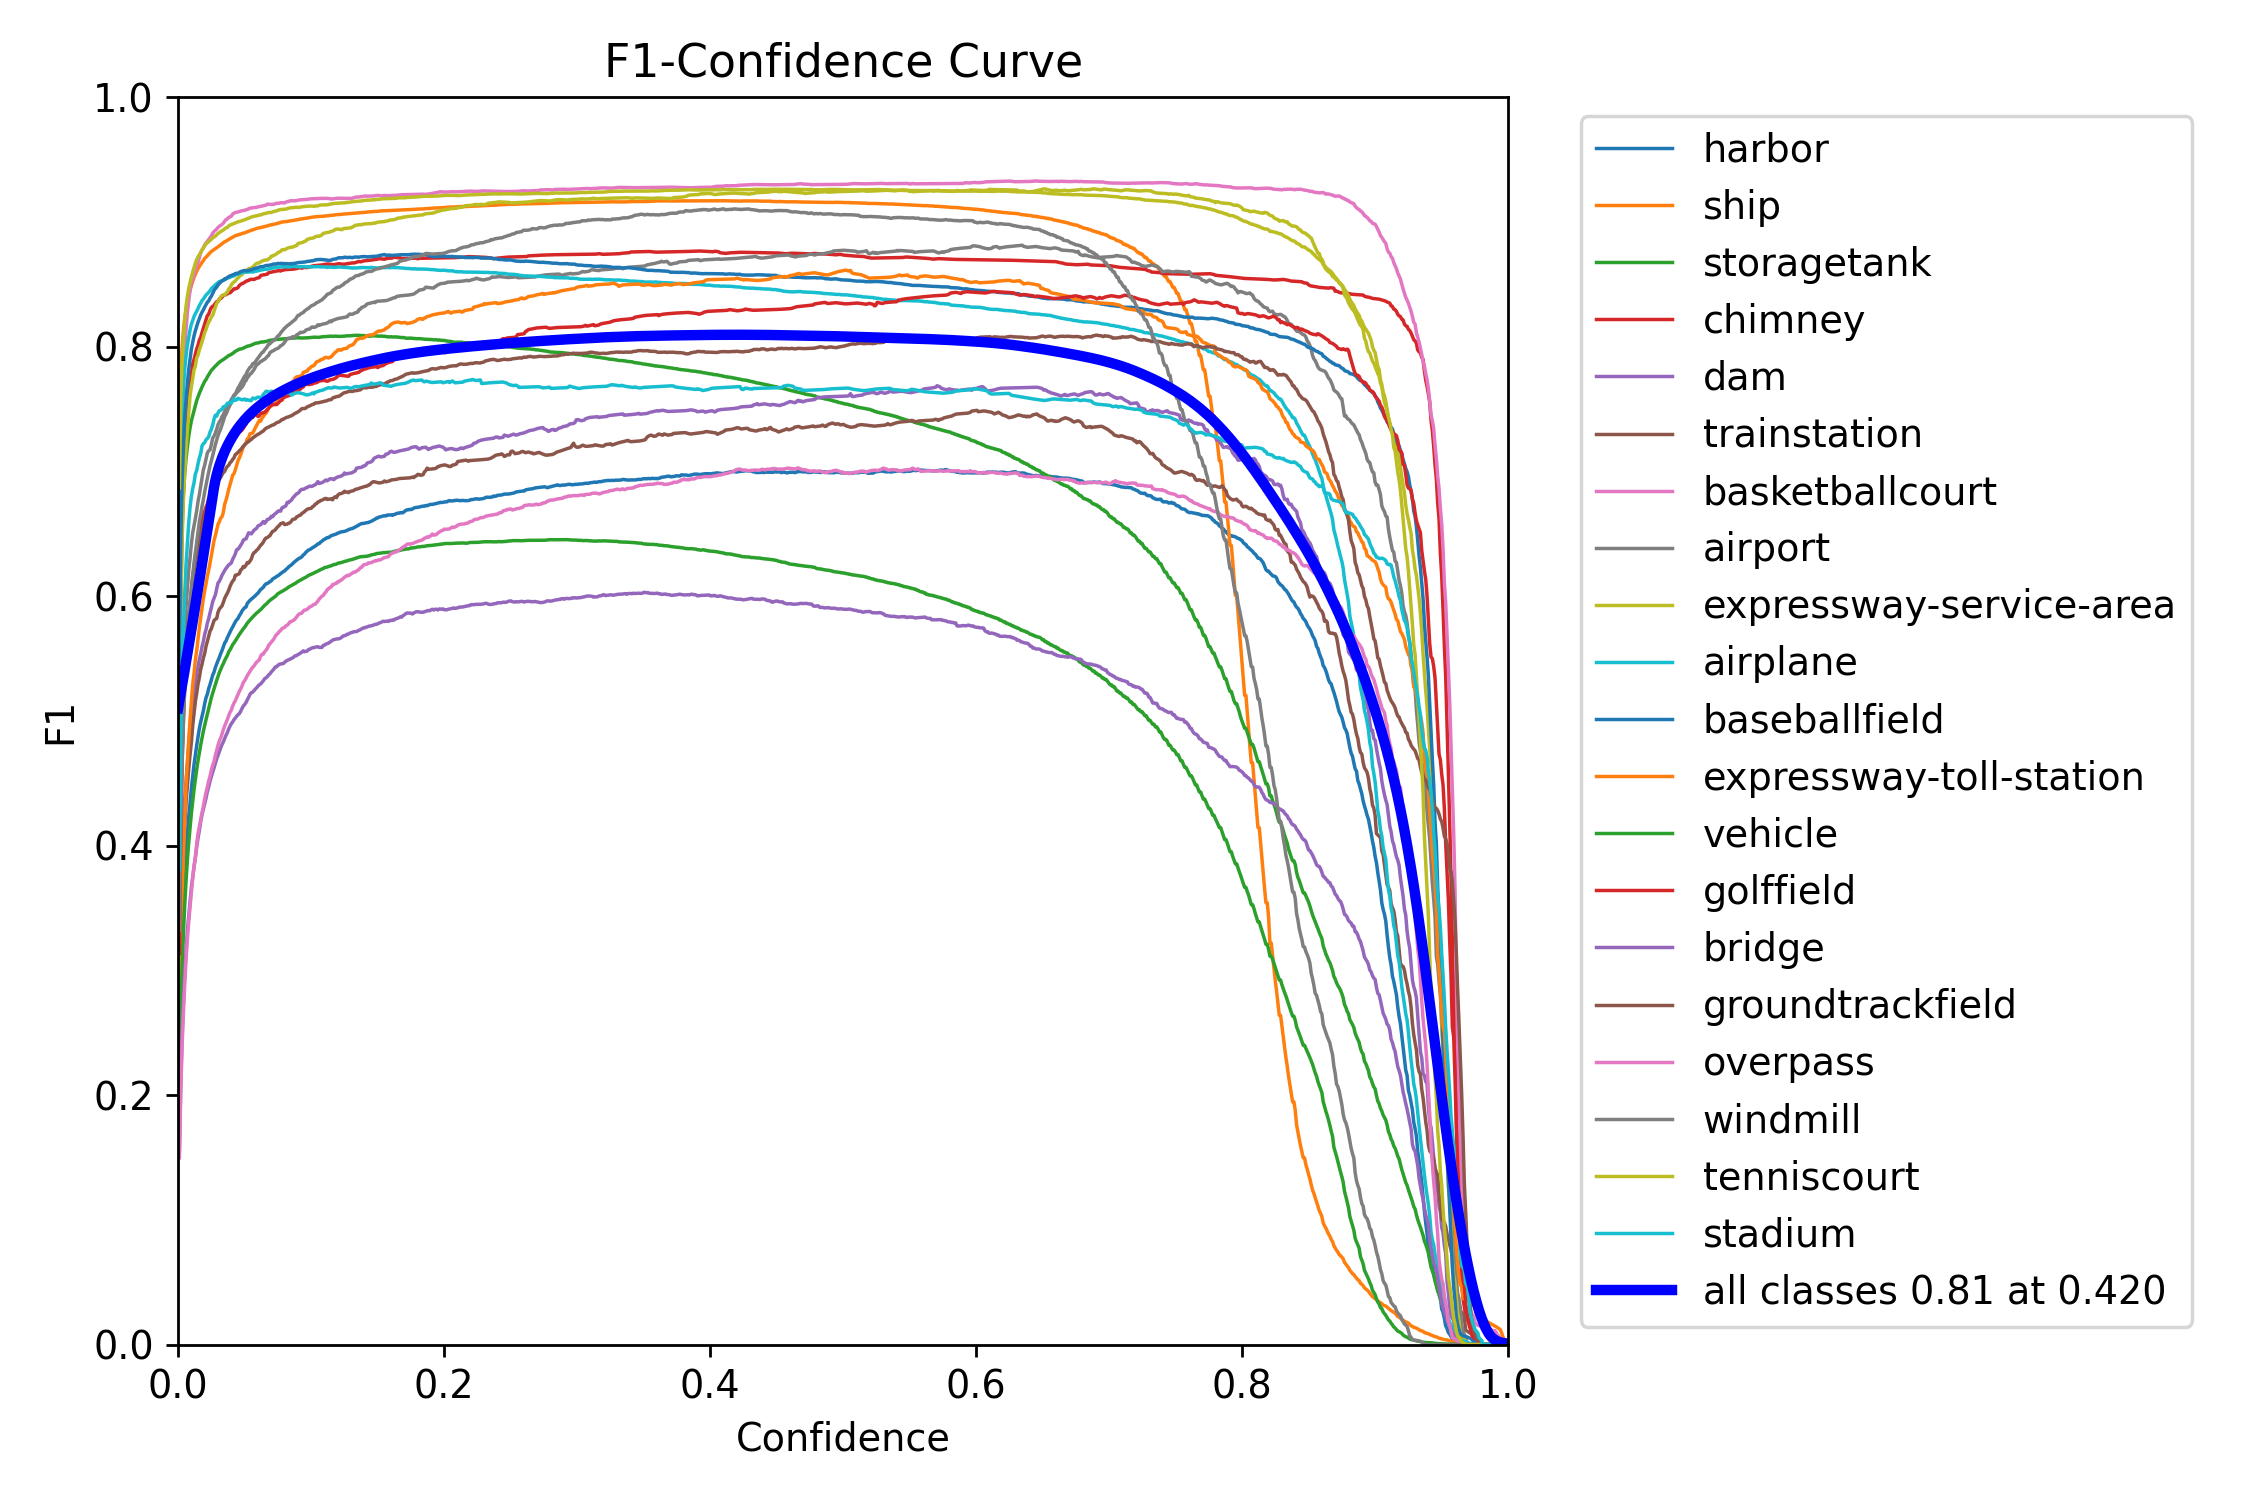 F1-Confidence Curve
1.0
0.8
0.6
0.4
0.2
0.0
F1
0.0 0.2 0.4 0.6 0.8 1.0
Confidence
harbor
ship
storagetank
chimney
dam
trainstation
basketballcourt
airport
expressway-service-area
airplane
baseballfield
expressway-toll-station
vehicle
golffield
bridge
groundtrackfield
overpass
windmill
tenniscourt
stadium
all classes 0.81 at 0.420